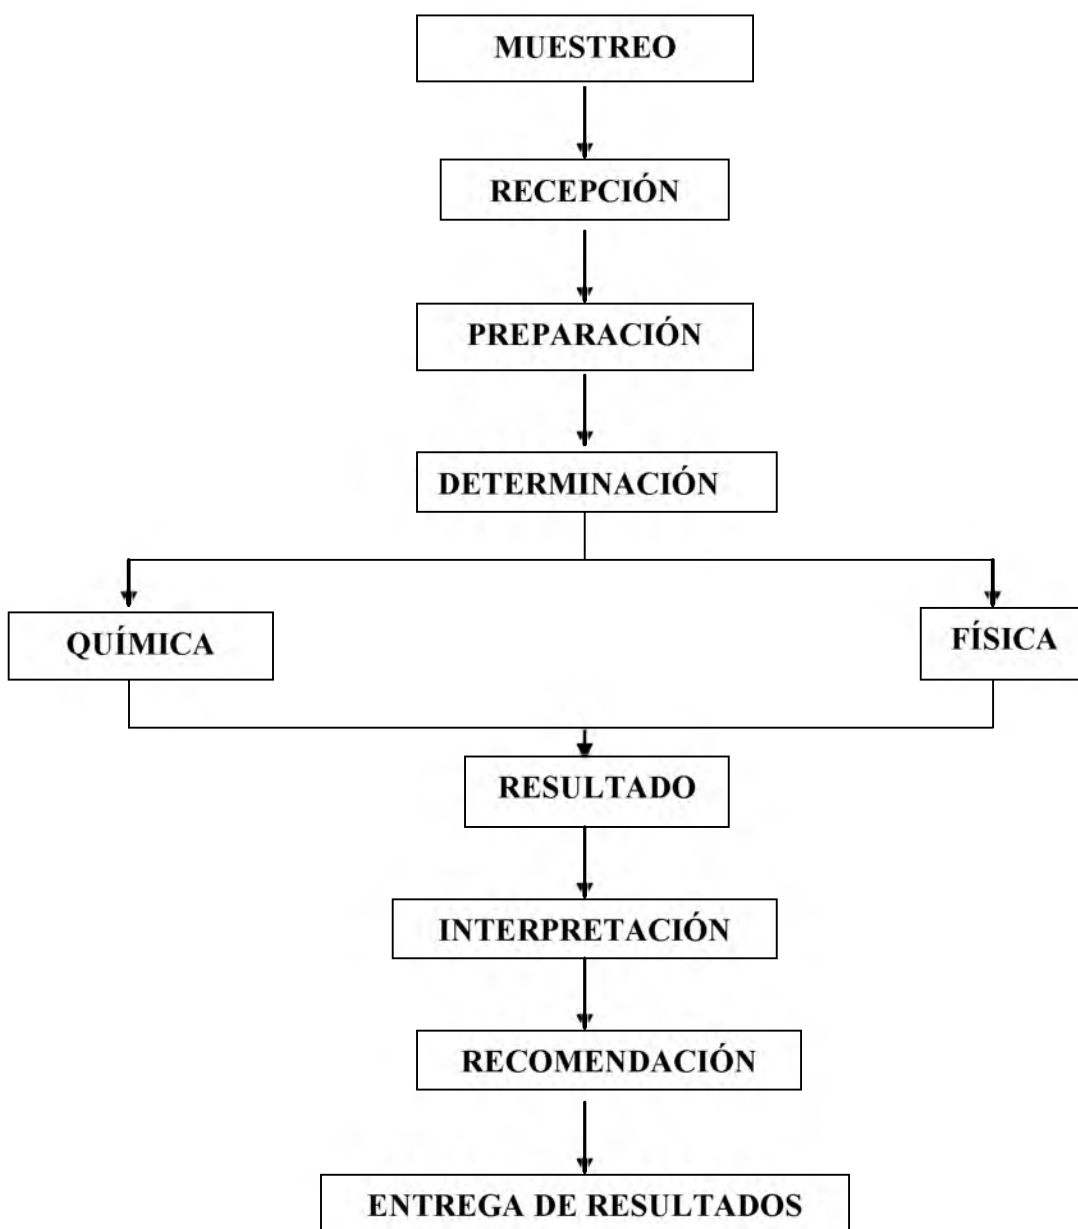 MUESTREO
RECEPCIÓN
PREPARACIÓN
DETERMINACIÓN
QUÍMICA
FÍSICA
RESULTADO
INTERPRETACIÓN
RECOMENDACIÓN
ENTREGA DE RESULTADOS